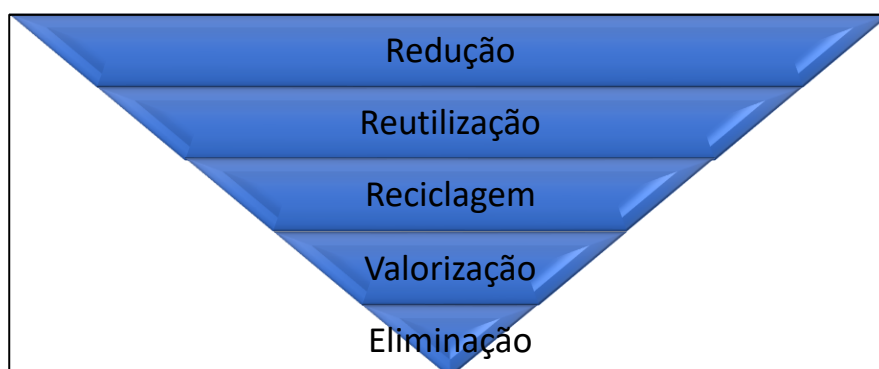 Redução
Reutilização
Reciclagem
Valorização
Eliminação